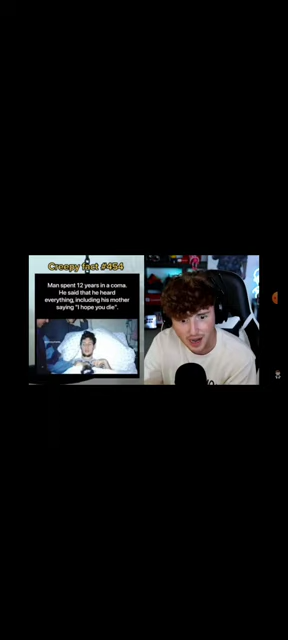 Creepy fact #454
Man spent 12 years in a coma.
He said that he heard
everything, including his mother
saying "I hope you die".